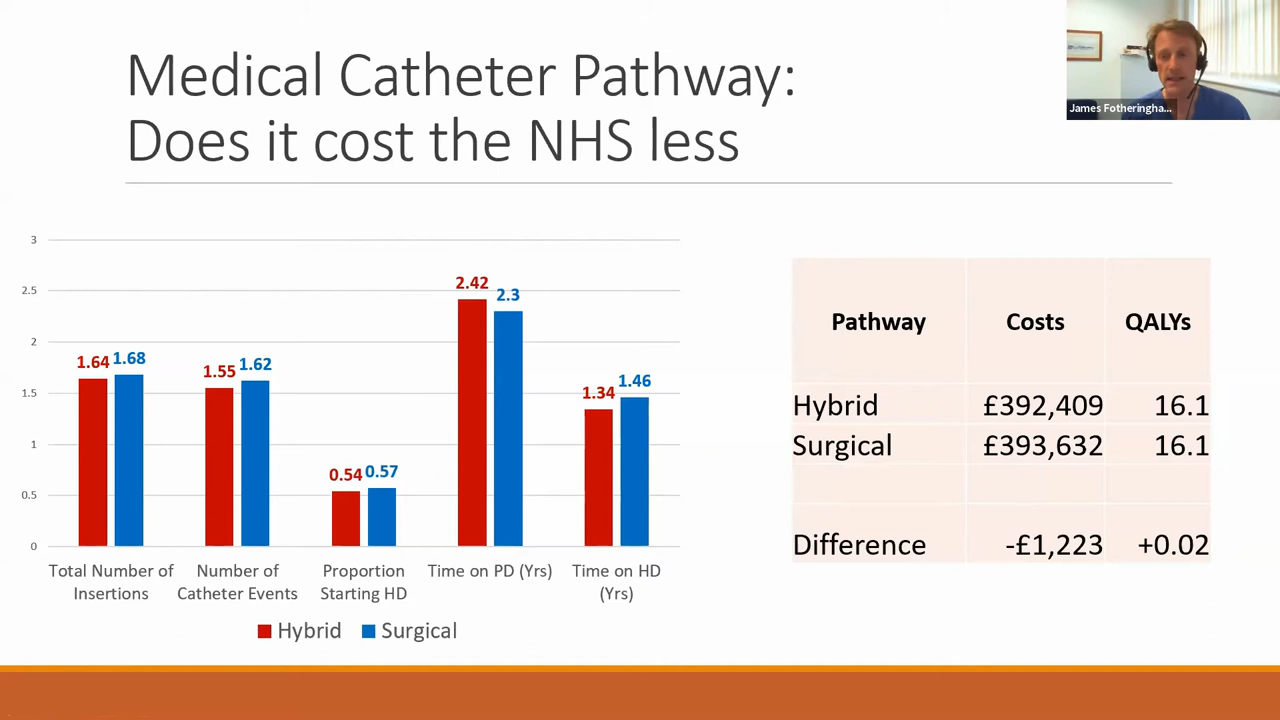 Medical Catheter Pathway:
Does it cost the NHS less
James Fotheringha...
3
2.5
2
1.5
1
0.5
0
1.64
1.68
1.55
1.62
0.54
0.57
2.42
2.3
1.34
1.46
Total Number of
Insertions
Number of
Catheter Events
Proportion
Starting HD
Time on PD (Yrs)
Time on HD
(Yrs)
Hybrid
Surgical
Pathway Costs QALYs
Hybrid £392,409 16.1
Surgical £393,632 16.1
Difference -£1,223 +0.02